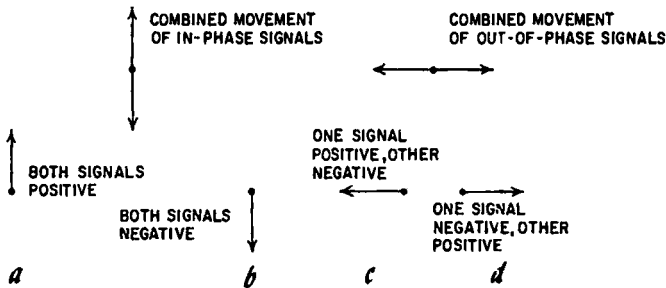 COMBINED MOVEMENT
OF IN-PHASE SIGNALS
COMBINED MOVEMENT
OF OUT-OF-PHASE SIGNALS
BOTH SIGNALS
POSITIVE
BOTH SIGNALS
NEGATIVE
ONE SIGNAL
POSITIVE, OTHER
NEGATIVE
ONE SIGNAL
NEGATIVE, OTHER
POSITIVE
a
b
c
d